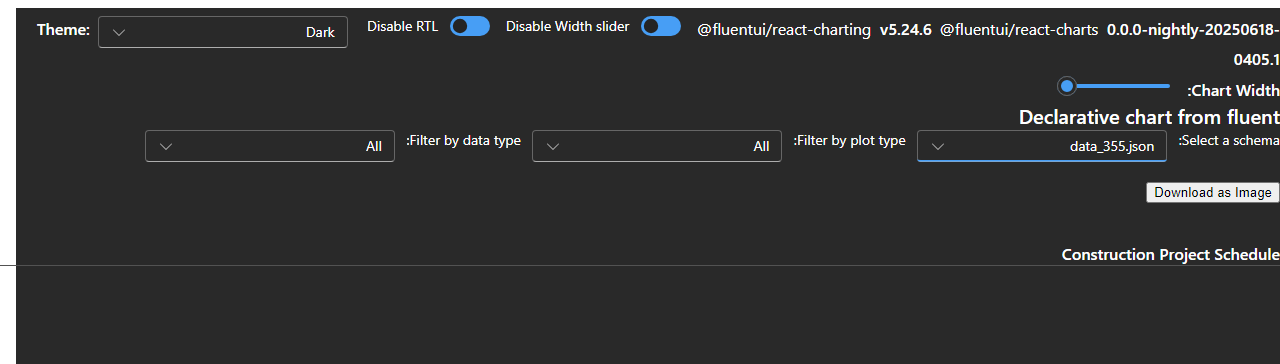 Theme: Dark Disable RTL Disable Width slider @fluentui/react-charting v5.24.6 @fluentui/react-charts 0.0.0-nightly-20250618-
0405.1
:Chart Width
Declarative chart from fluent
:Select a schema data_355.json :Filter by plot type All :Filter by data type All
Download as Image
Construction Project Schedule